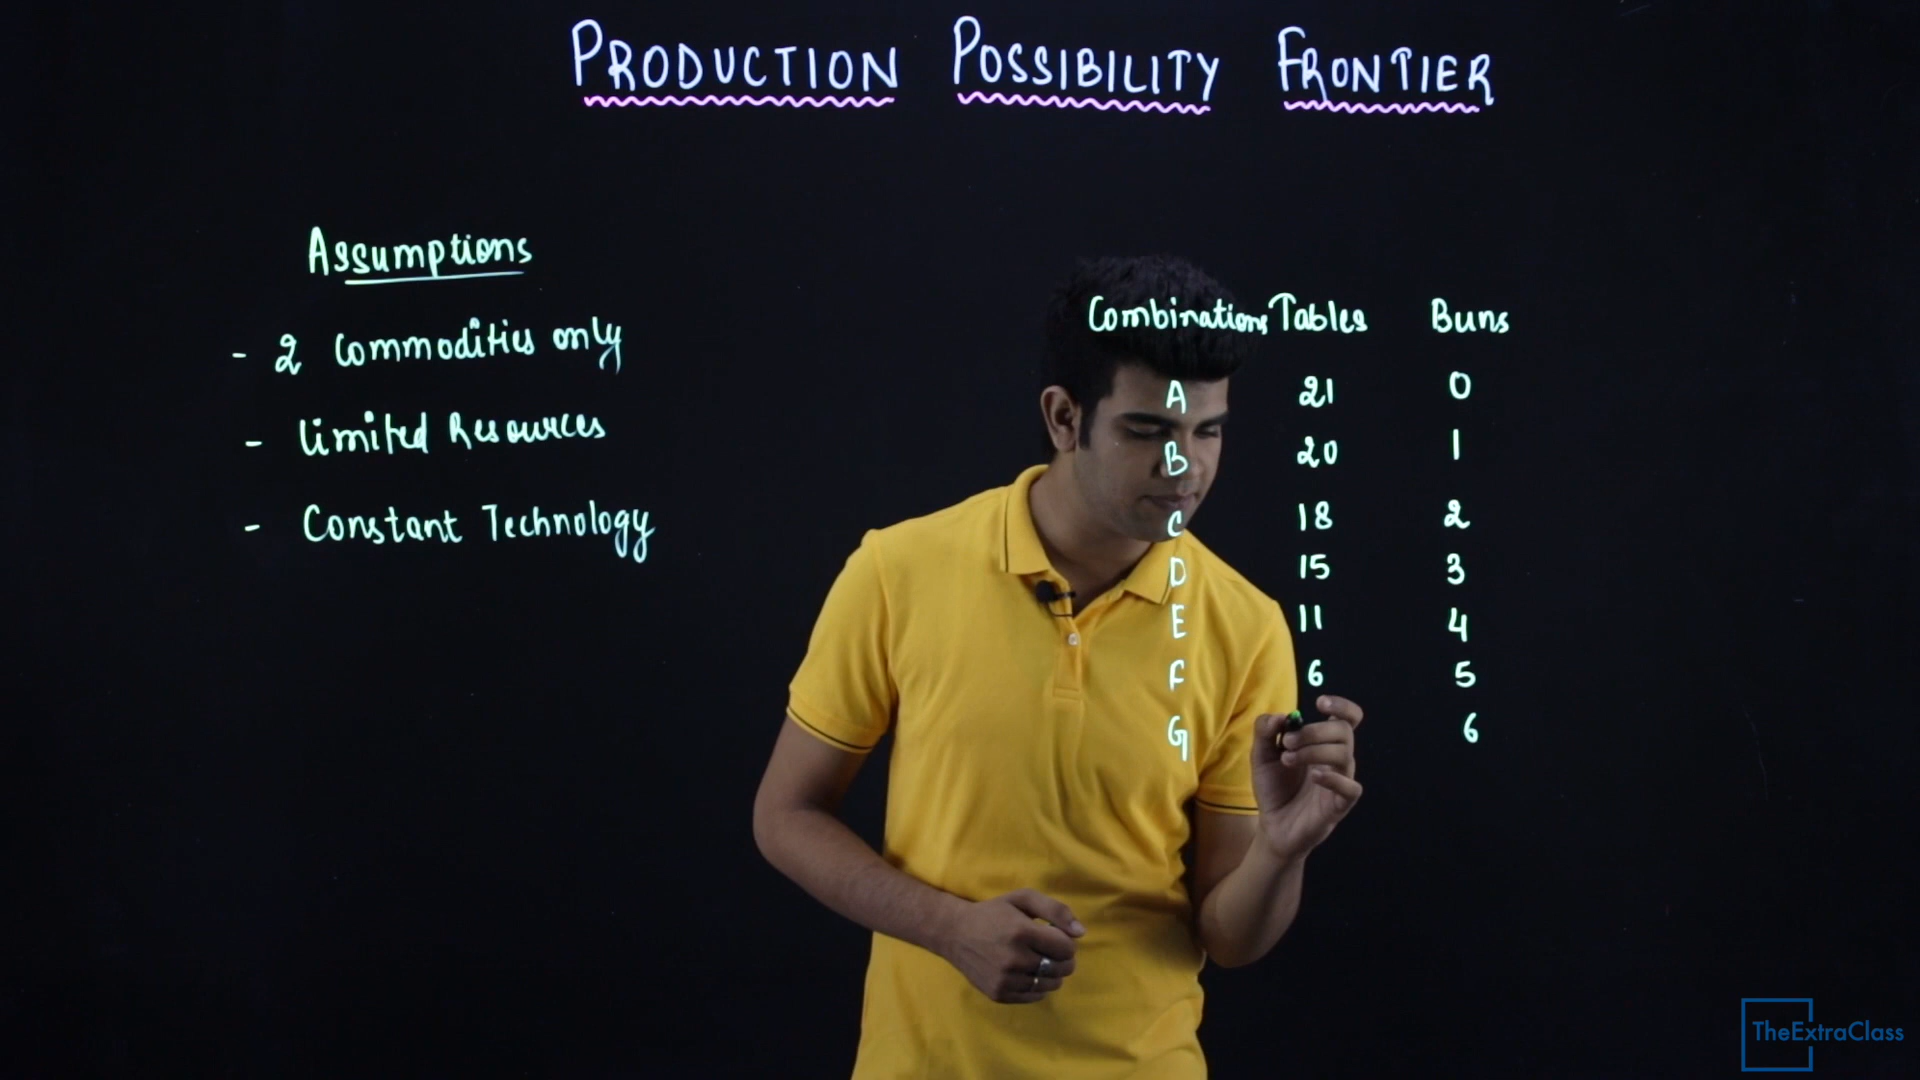 PRODUCTION POSSIBILITY FRONTIER
Assumptions
- 2 Commodities only
- Limited Resources
- Constant Technology
Combinations Tables Buns
A 21 0
B 20 1
C 18 2
D 15 3
E 11 4
F 6 5
G 6
TheExtraClass